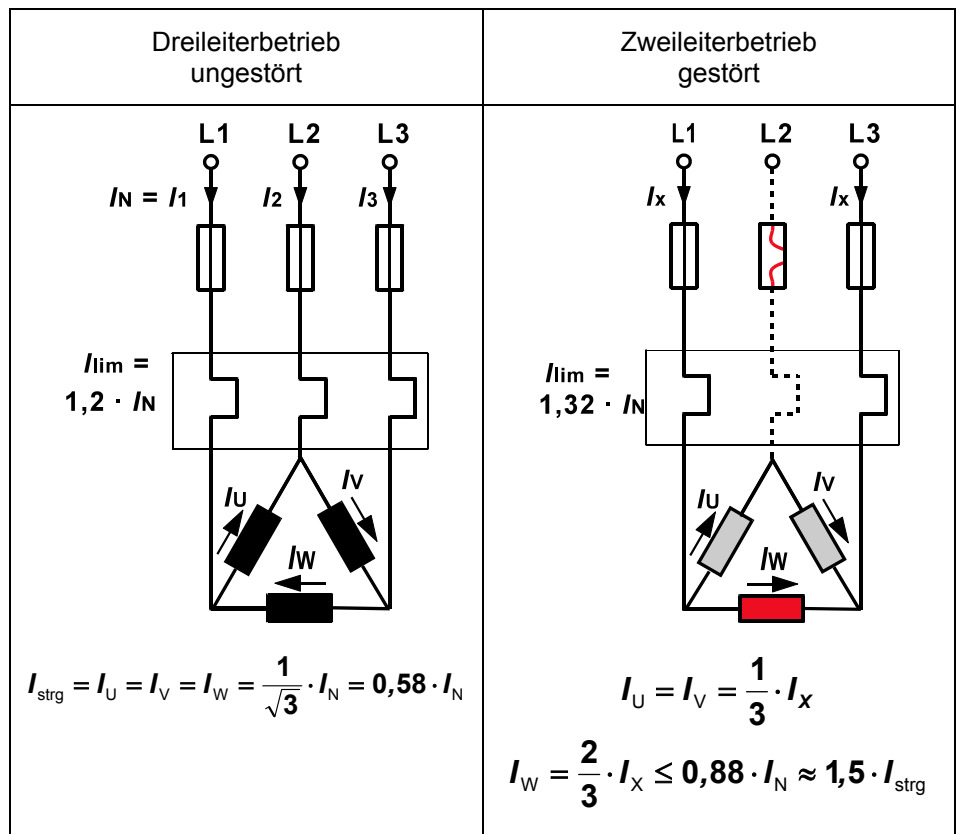 Dreileiterbetrieb
ungestört
L1 L2 L3
IN = I1 I2 I3
Ilim =
1,2 · IN
IU IV
IW
Istrg = IU = IV = IW = 1/√3 · IN = 0,58 · IN
Zweileiterbetrieb
gestört
L1 L2 L3
Ix Ix
Ilim =
1,32 · IN
IU IV
IW
IU = IV = 1/3 · IX
IW = 2/3 · IX ≤ 0,88 · IN ≈ 1,5 · Istrg